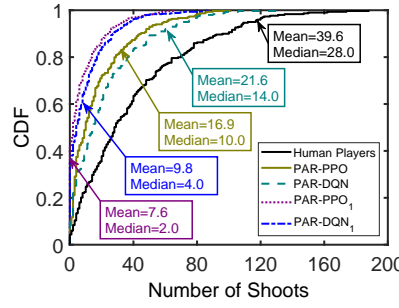 1
0.8
0.6
0.4
0.2
0
CDF
Mean=39.6
Median=28.0
Mean=21.6
Median=14.0
Mean=16.9
Median=10.0
Mean=9.8
Median=4.0
Mean=7.6
Median=2.0
Human Players
PAR-PPO
PAR-DQN
PAR-PPO₁
PAR-DQN₁
0 40 80 120 160 200
Number of Shoots